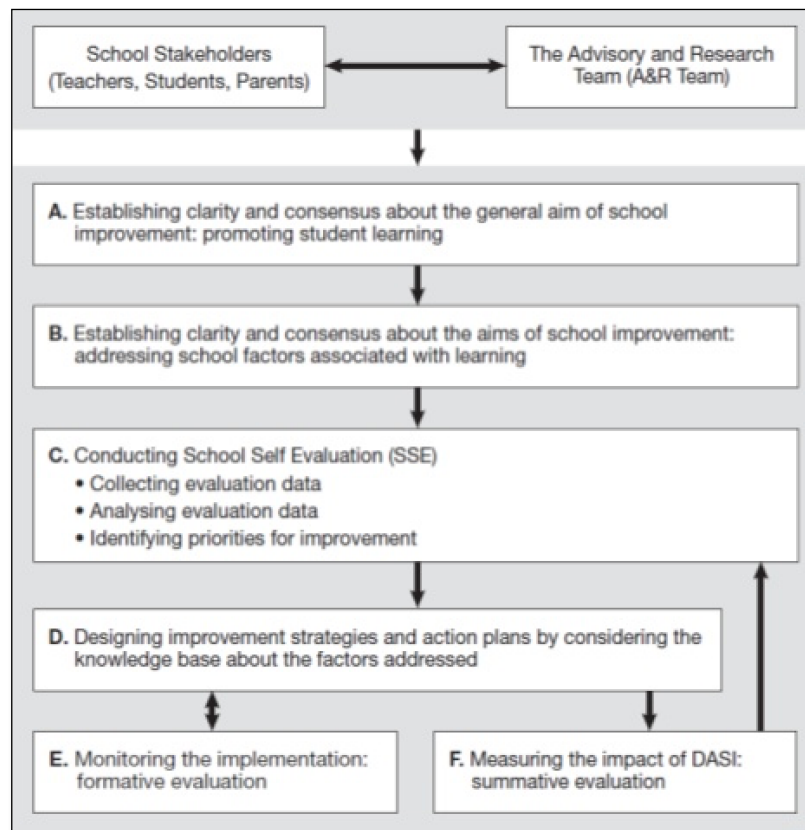 School Stakeholders
(Teachers, Students, Parents)
The Advisory and Research
Team (A&R Team)
A. Establishing clarity and consensus about the general aim of school
improvement: promoting student learning
B. Establishing clarity and consensus about the aims of school improvement:
addressing school factors associated with learning
C. Conducting School Self Evaluation (SSE)
• Collecting evaluation data
• Analysing evaluation data
• Identifying priorities for improvement
D. Designing improvement strategies and action plans by considering the
knowledge base about the factors addressed
E. Monitoring the implementation:
formative evaluation
F. Measuring the impact of DASI:
summative evaluation